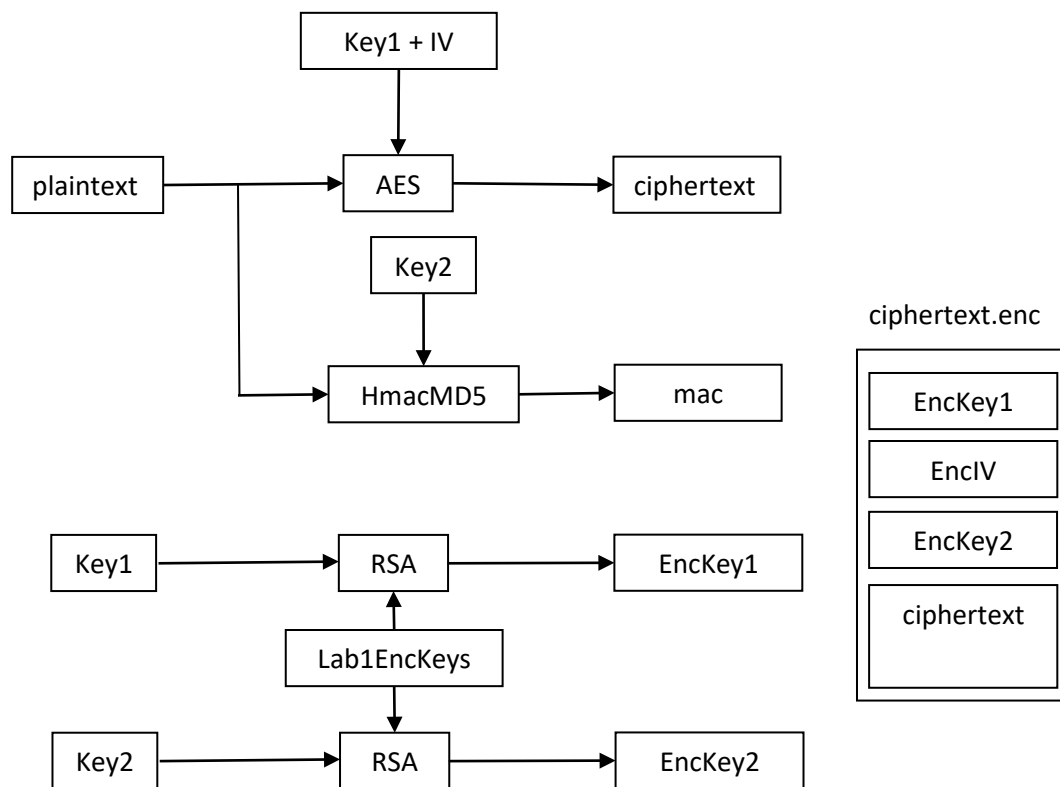 Key1 + IV
plaintext
AES
ciphertext
Key2
HmacMD5
mac
Key1
RSA
EncKey1
Lab1EncKeys
Key2
RSA
EncKey2
ciphertext.enc
EncKey1
EncIV
EncKey2
ciphertext